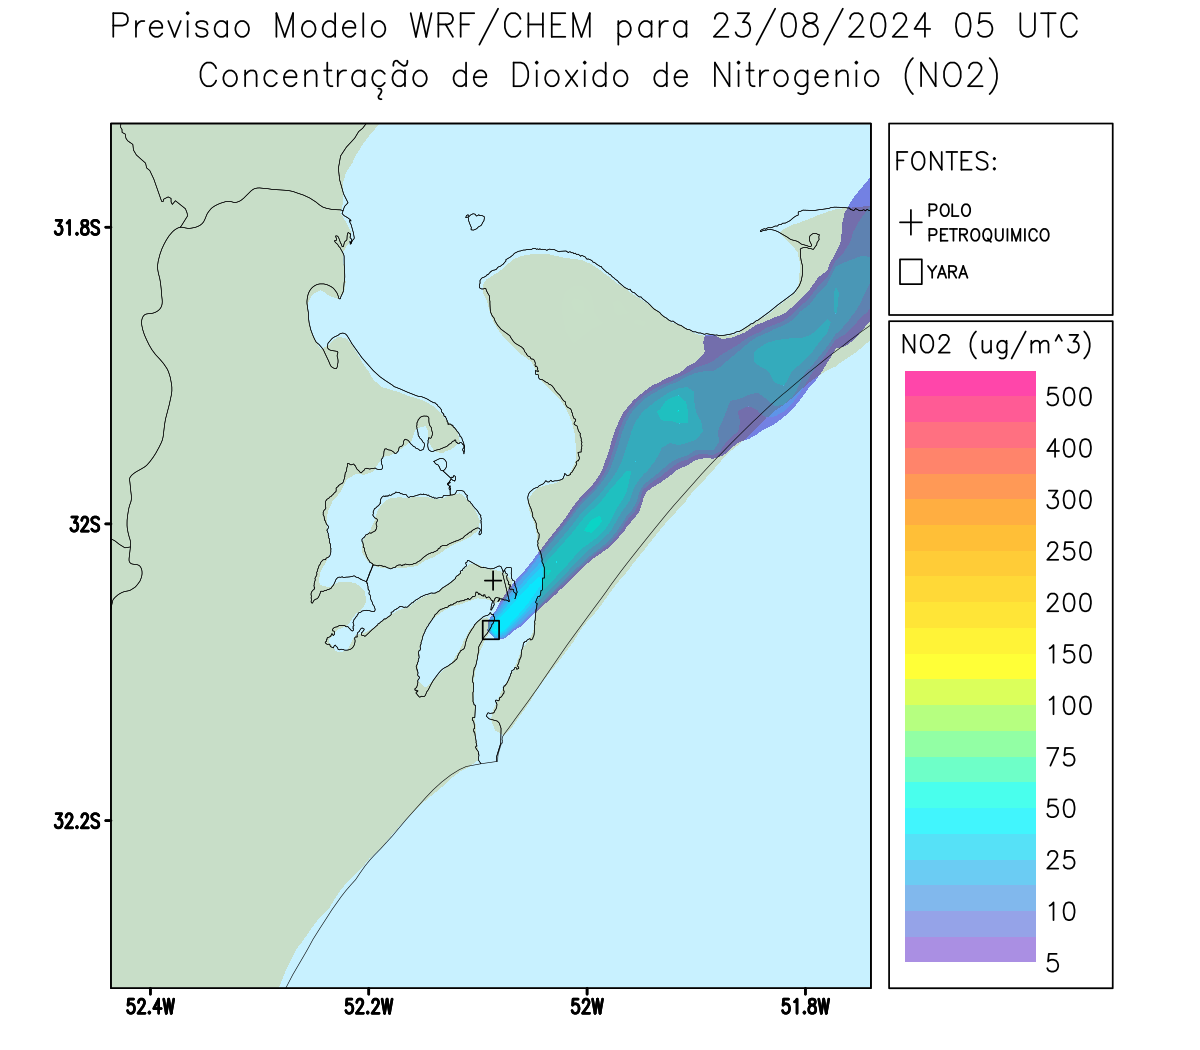 Previsao Modelo WRF/CHEM para 23/08/2024 05 UTC
Concentração de Dioxido de Nitrogenio (NO2)
FONTES:
POLO
PETROQUIMICO
YARA
31.8S
32S
32.2S
52.4W
52.2W
52W
51.8W
NO2 (ug/m^3)
500
400
300
250
200
150
100
75
50
25
10
5